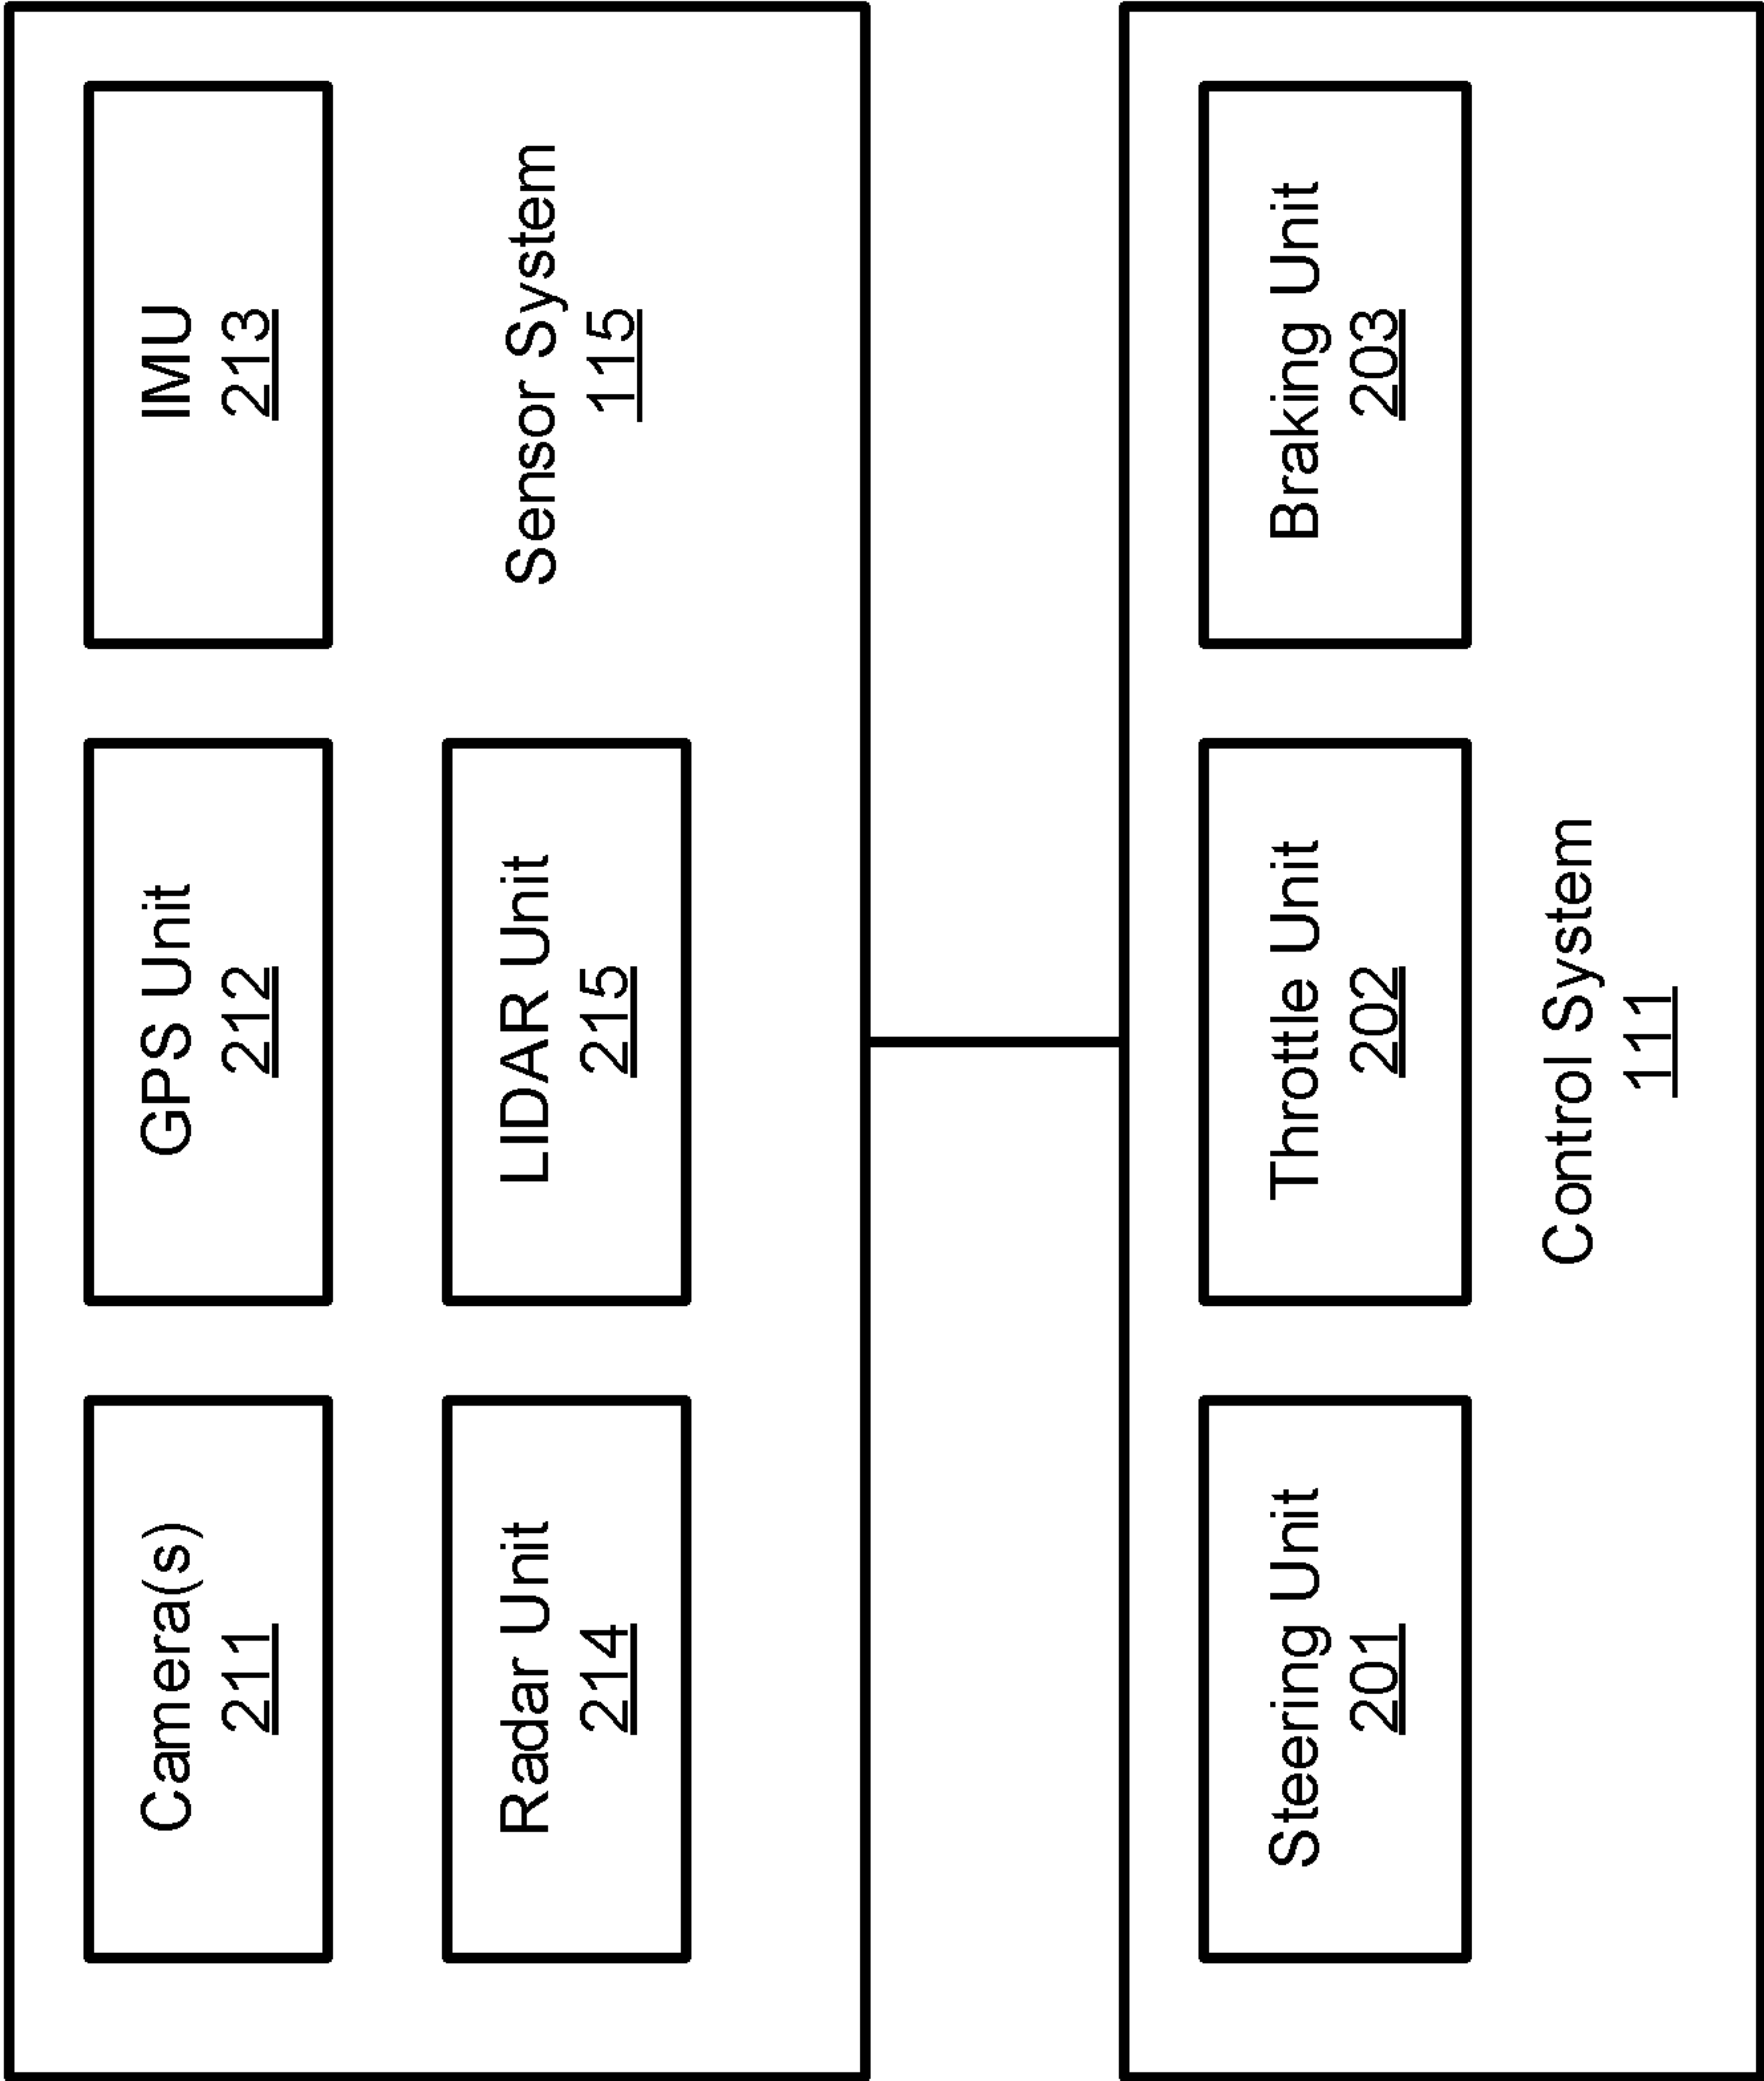 Camera(s)
211
GPS Unit
212
IMU
213
Radar Unit
214
LIDAR Unit
215
Sensor System
115
Steering Unit
201
Throttle Unit
202
Braking Unit
203
Control System
111